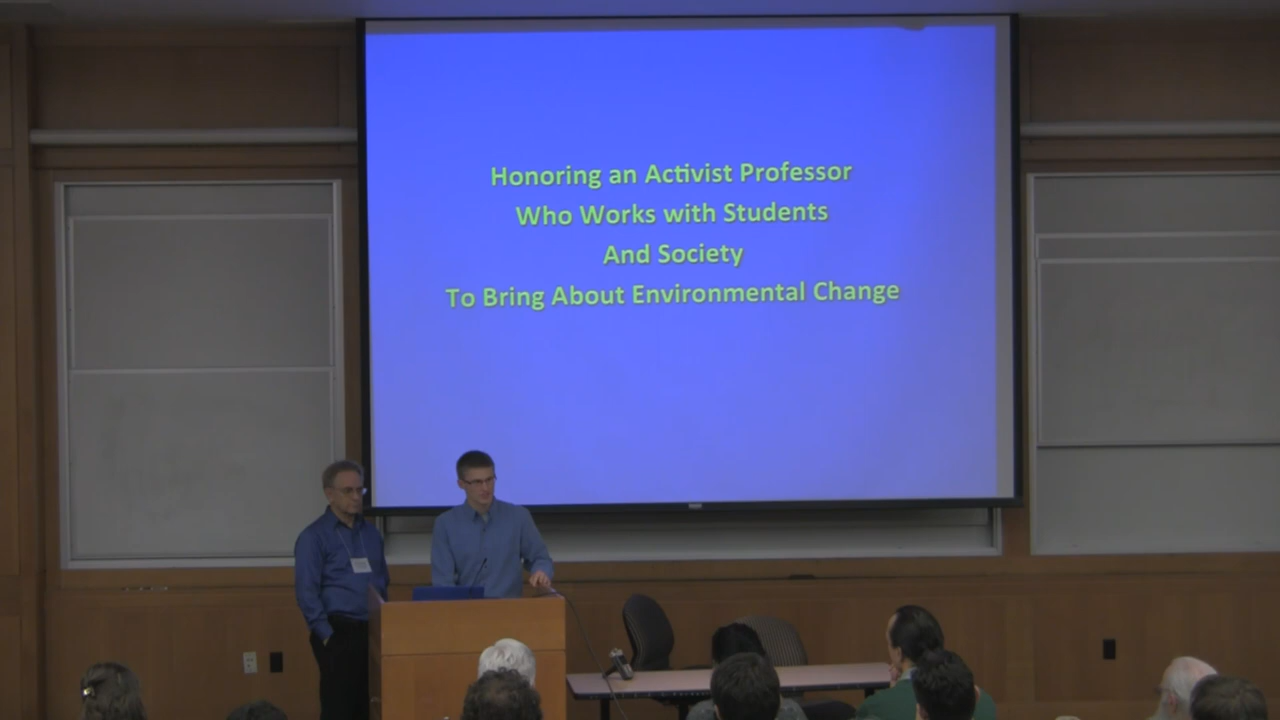 Honoring an Activist Professor
Who Works with Students
And Society
To Bring About Environmental Change